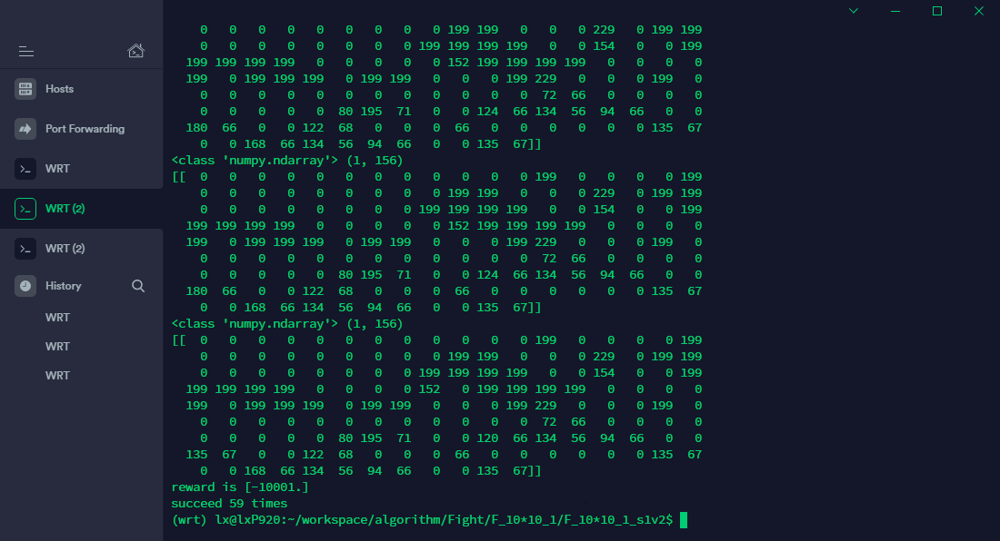 Hosts
Port Forwarding
WRT
WRT (2)
WRT (2)
History
WRT
WRT
WRT
0 0 0 0 0 0 0 0 0 199 199 0 0 0 229 0 199 199
0 0 0 0 0 0 0 0 199 199 199 199 0 0 154 0 0 199
199 199 199 199 0 0 0 0 0 152 199 199 199 199 0 0 0 0
199 0 199 199 199 0 199 199 0 0 0 199 229 0 0 0 199 0
0 0 0 0 0 0 0 0 0 0 0 0 72 66 0 0 0 0
0 0 0 0 0 80 195 71 0 0 124 66 134 56 94 66 0 0
180 66 0 0 122 68 0 0 0 66 0 0 0 0 0 0 135 67
0 0 168 66 134 56 94 66 0 0 135 67]]
<class 'numpy.ndarray'> (1, 156)
[[ 0 0 0 0 0 0 0 0 0 0 0 0 199 0 0 0 0 199
0 0 0 0 0 0 0 0 0 199 199 0 0 0 229 0 199 199
0 0 0 0 0 0 0 0 199 199 199 199 0 0 154 0 0 199
199 199 199 199 0 0 0 0 0 152 199 199 199 199 0 0 0 0
199 0 199 199 199 0 199 199 0 0 0 199 229 0 0 0 199 0
0 0 0 0 0 0 0 0 0 0 0 0 72 66 0 0 0 0
0 0 0 0 0 80 195 71 0 0 124 66 134 56 94 66 0 0
180 66 0 0 122 68 0 0 0 66 0 0 0 0 0 0 135 67
0 0 168 66 134 56 94 66 0 0 135 67]]
<class 'numpy.ndarray'> (1, 156)
[[ 0 0 0 0 0 0 0 0 0 0 0 0 199 0 0 0 0 199
0 0 0 0 0 0 0 0 0 199 199 0 0 0 229 0 199 199
0 0 0 0 0 0 0 0 199 199 199 199 0 0 154 0 0 199
199 199 199 199 0 0 0 0 152 0 199 199 199 199 0 0 0 0
199 0 199 199 199 0 199 199 0 0 0 199 229 0 0 0 199 0
0 0 0 0 0 0 0 0 0 0 0 0 72 66 0 0 0 0
0 0 0 0 0 80 195 71 0 0 120 66 134 56 94 66 0 0
135 67 0 0 122 68 0 0 0 66 0 0 0 0 0 0 135 67
0 0 168 66 134 56 94 66 0 0 135 67]]
reward is [-10001.]
succeed 59 times
(wrt) lx@lxP920:~/workspace/algorithm/Fight/F_10*10_1/F_10*10_1_s1v2$